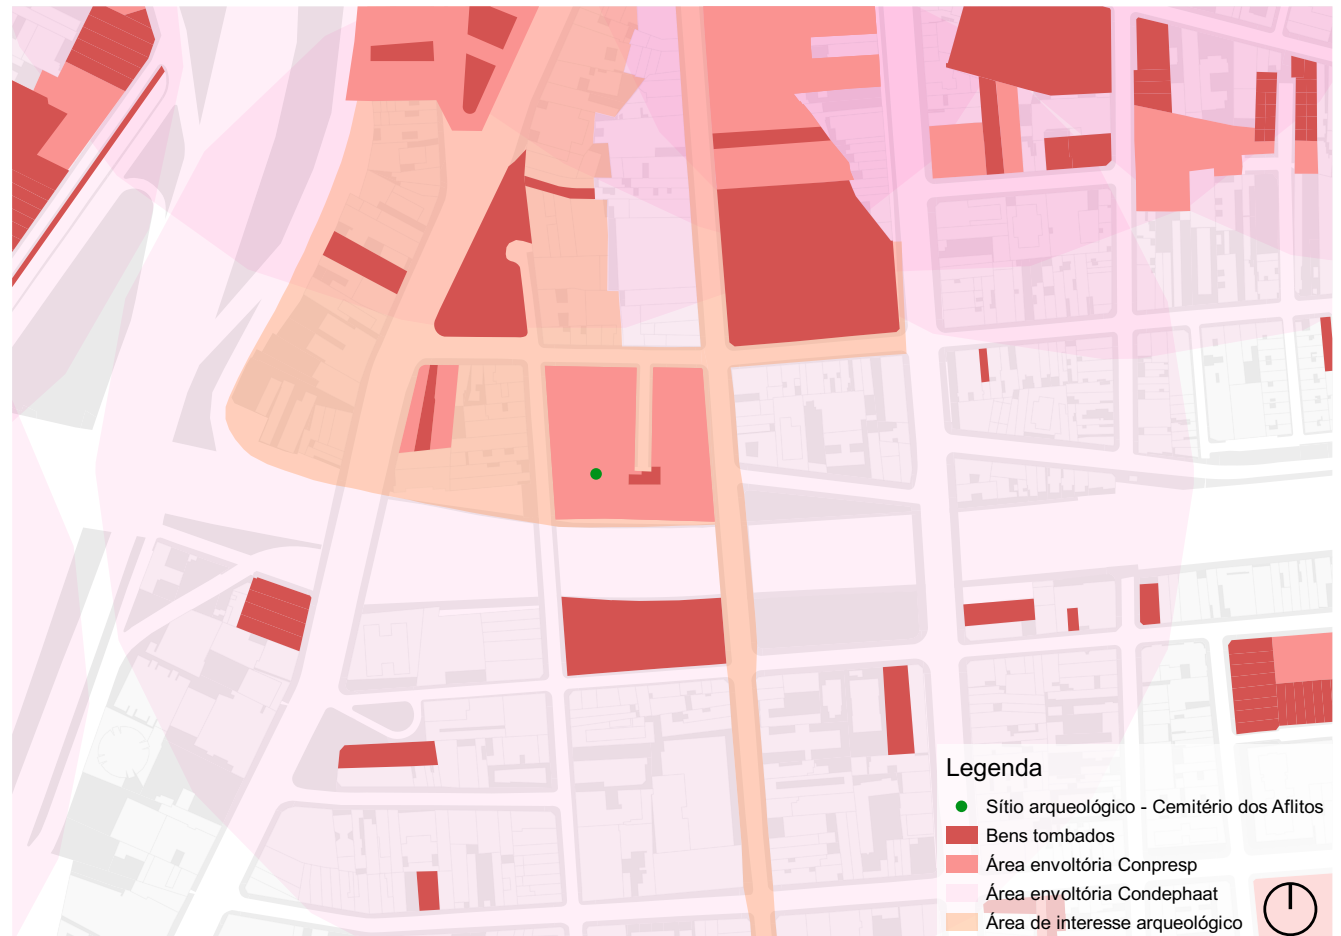 Legenda
Sítio arqueológico - Cemitério dos Aflitos
Bens tombados
Área envoltória Conpresp
Área envoltória Condephaat
Área de interesse arqueológico